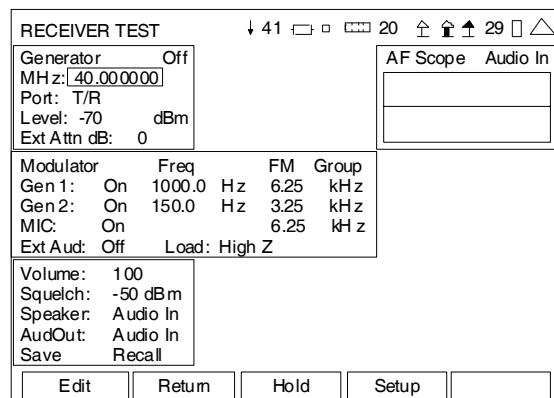 RECEIVER TEST 41 20 29
Generator Off
MHz: 40.000000
Port: T/R
Level: -70 dBm
Ext Attn dB: 0
AF Scope Audio In
Modulator Freq FM Group
Gen 1: On 1000.0 Hz 6.25 kHz
Gen 2: On 150.0 Hz 3.25 kHz
MIC: On 6.25 kHz
Ext Aud: Off Load: High Z
Volume: 100
Squelch: -50 dBm
Speaker: Audio In
AudOut: Audio In
Save Recall
Edit Return Hold Setup